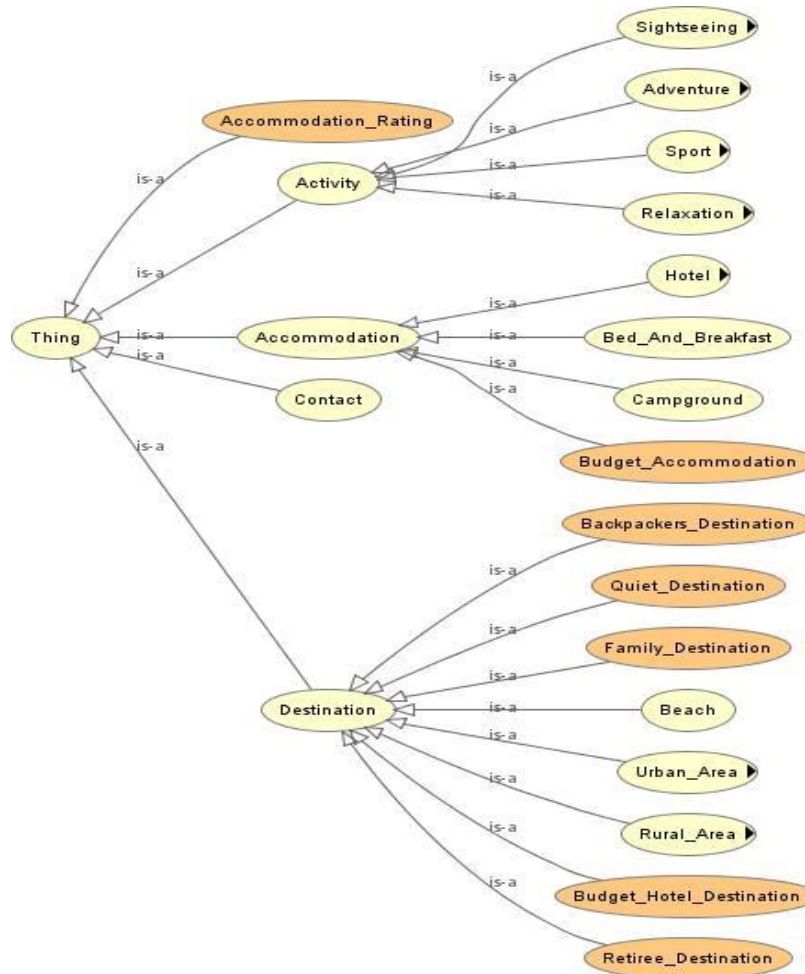 Sightseeing
is-a
Adventure
Accommodation_Rating
is-a
Sport
is-a
Activity
is-a
is-a
Relaxation
is-a
Hotel
is-a
Thing
is-a
Accommodation
is-a
Bed_And_Breakfast
is-a
Contact
is-a
Campground
is-a
is-a
Budget_Accommodation
Backpackers_Destination
is-a
Quiet_Destination
is-a
Family_Destination
is-a
Destination
is-a
Beach
is-a
Urban_Area
is-a
Rural_Area
is-a
Budget_Hotel_Destination
is-a
Retiree_Destination